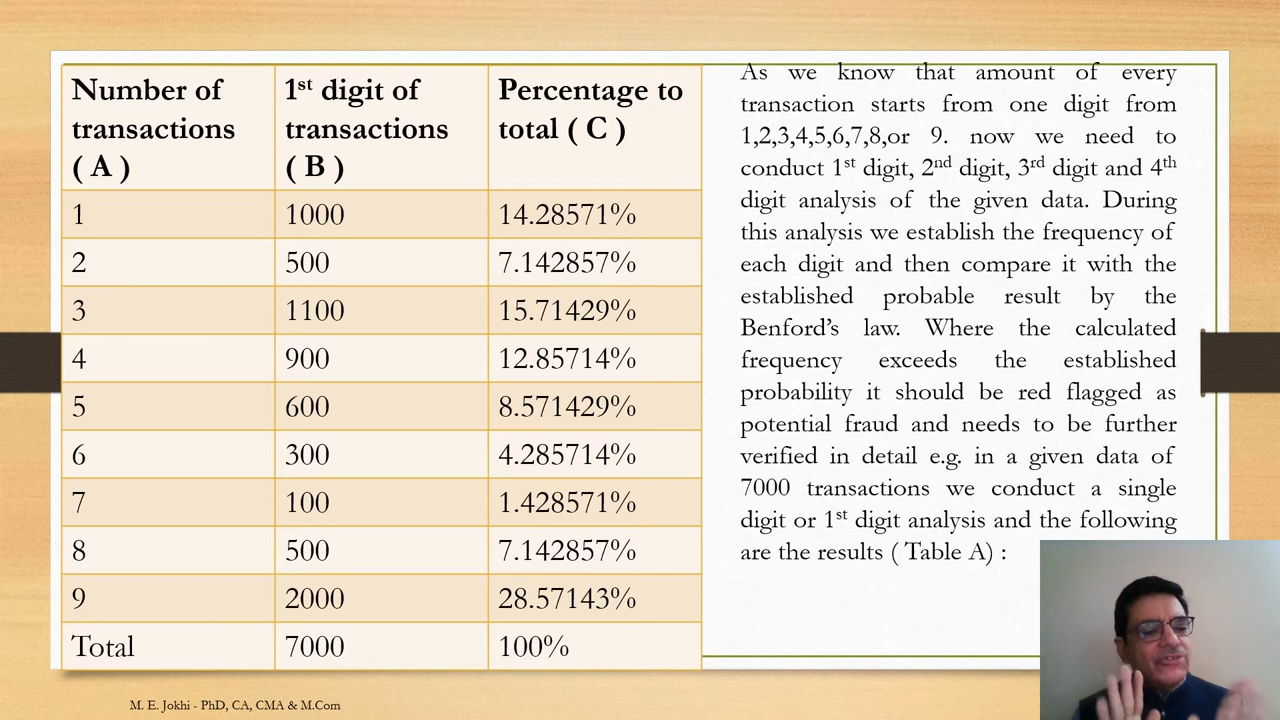 Number of transactions ( A )
1st digit of transactions ( B )
Percentage to total ( C )
1 1000 14.28571%
2 500 7.142857%
3 1100 15.71429%
4 900 12.85714%
5 600 8.571429%
6 300 4.285714%
7 100 1.428571%
8 500 7.142857%
9 2000 28.57143%
Total 7000 100%
As we know that amount of every
transaction starts from one digit from
1,2,3,4,5,6,7,8,or 9. now we need to
conduct 1st digit, 2nd digit, 3rd digit and 4th
digit analysis of the given data. During
this analysis we establish the frequency of
each digit and then compare it with the
established probable result by the
Benford’s law. Where the calculated
frequency exceeds the established
probability it should be red flagged as
potential fraud and needs to be further
verified in detail e.g. in a given data of
7000 transactions we conduct a single
digit or 1st digit analysis and the following
are the results ( Table A) :
M. E. Jokhi - PhD, CA, CMA & M.Com